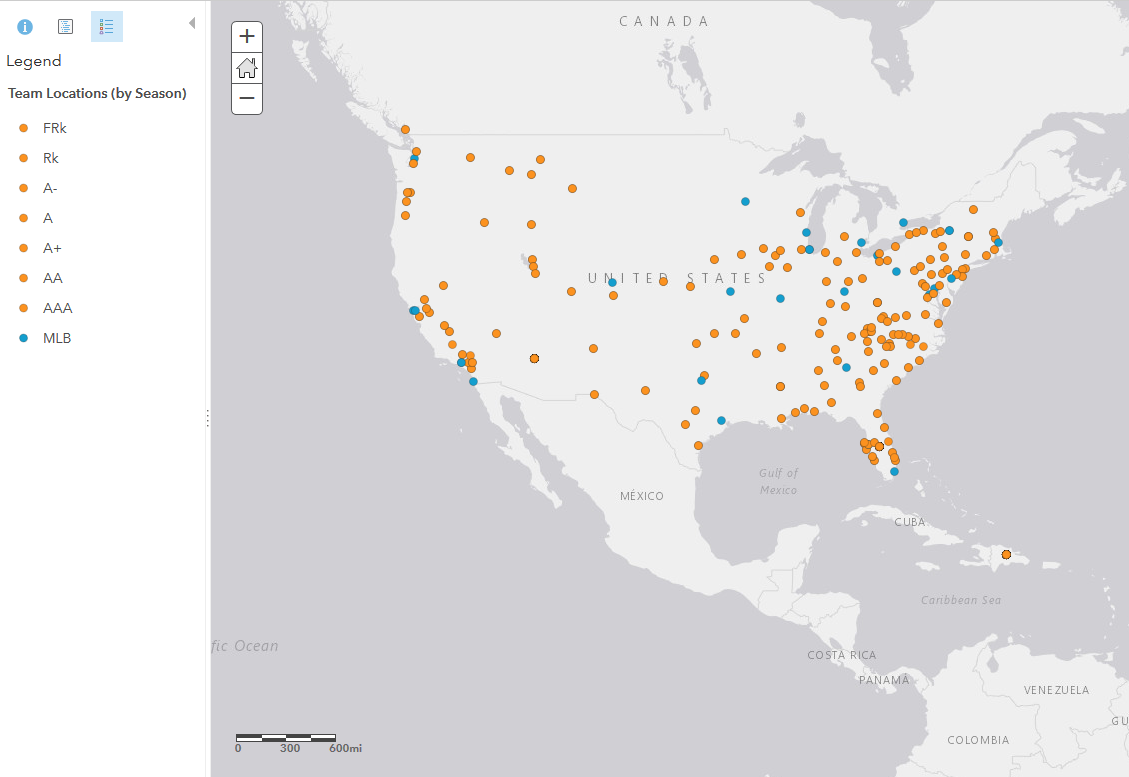 Legend
Team Locations (by Season)
FRk
Rk
A-
A
A+
AA
AAA
MLB
+
−
CANADA
UNITED STATES
Gulf of
Mexico
MÉXICO
CUBA
Caribbean Sea
fic Ocean
COSTA RICA
PANAMÁ
VENEZUELA
GU
COLOMBIA
0 300 600mi